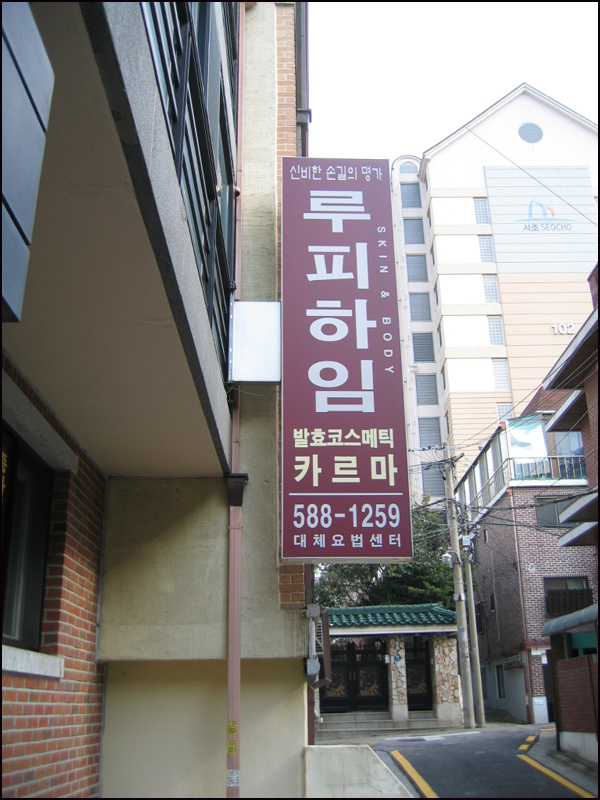 신비한 손길의 명가
루피하임
SKIN & BODY
발효코스메틱
카르마
588-1259
대체요법센터
서초 SEOCHO
102